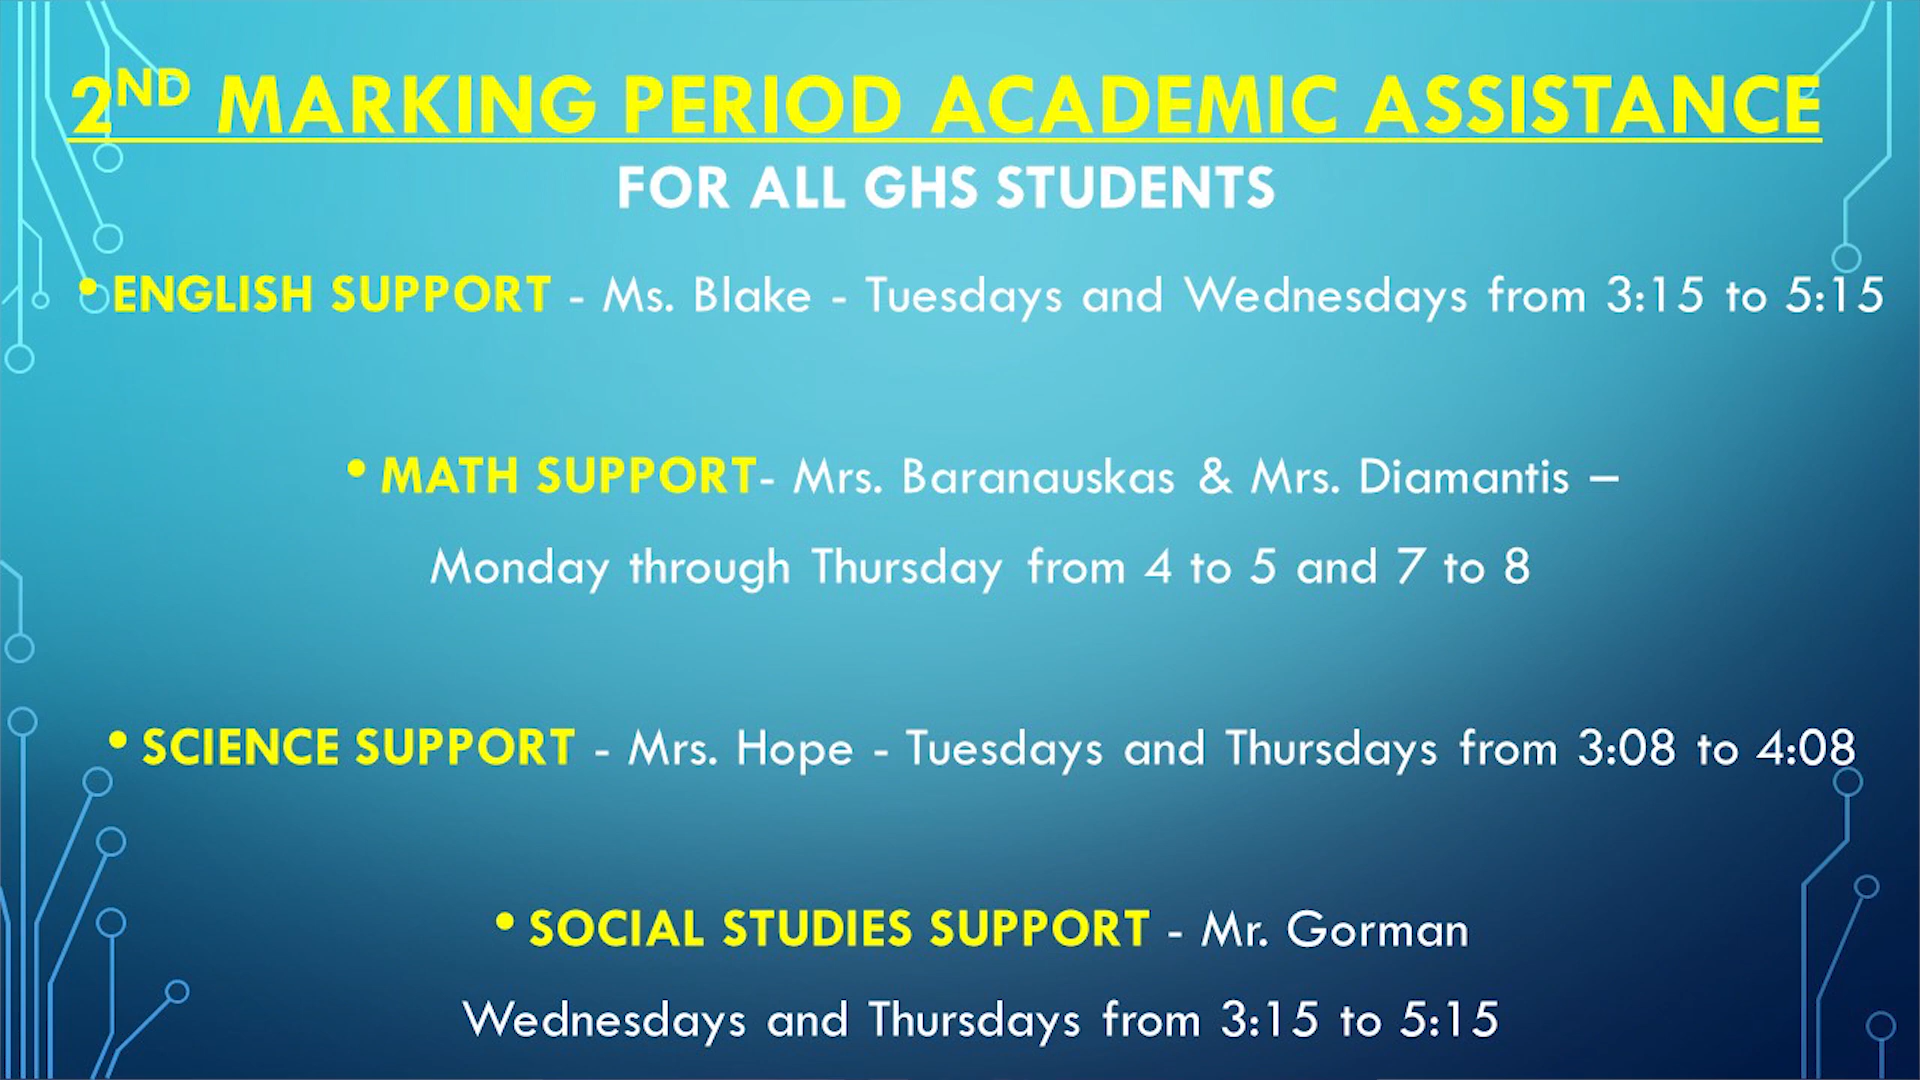 2ND MARKING PERIOD ACADEMIC ASSISTANCE
FOR ALL GHS STUDENTS
• ENGLISH SUPPORT - Ms. Blake - Tuesdays and Wednesdays from 3:15 to 5:15
• MATH SUPPORT- Mrs. Baranauskas & Mrs. Diamantis –
Monday through Thursday from 4 to 5 and 7 to 8
• SCIENCE SUPPORT - Mrs. Hope - Tuesdays and Thursdays from 3:08 to 4:08
• SOCIAL STUDIES SUPPORT - Mr. Gorman
Wednesdays and Thursdays from 3:15 to 5:15